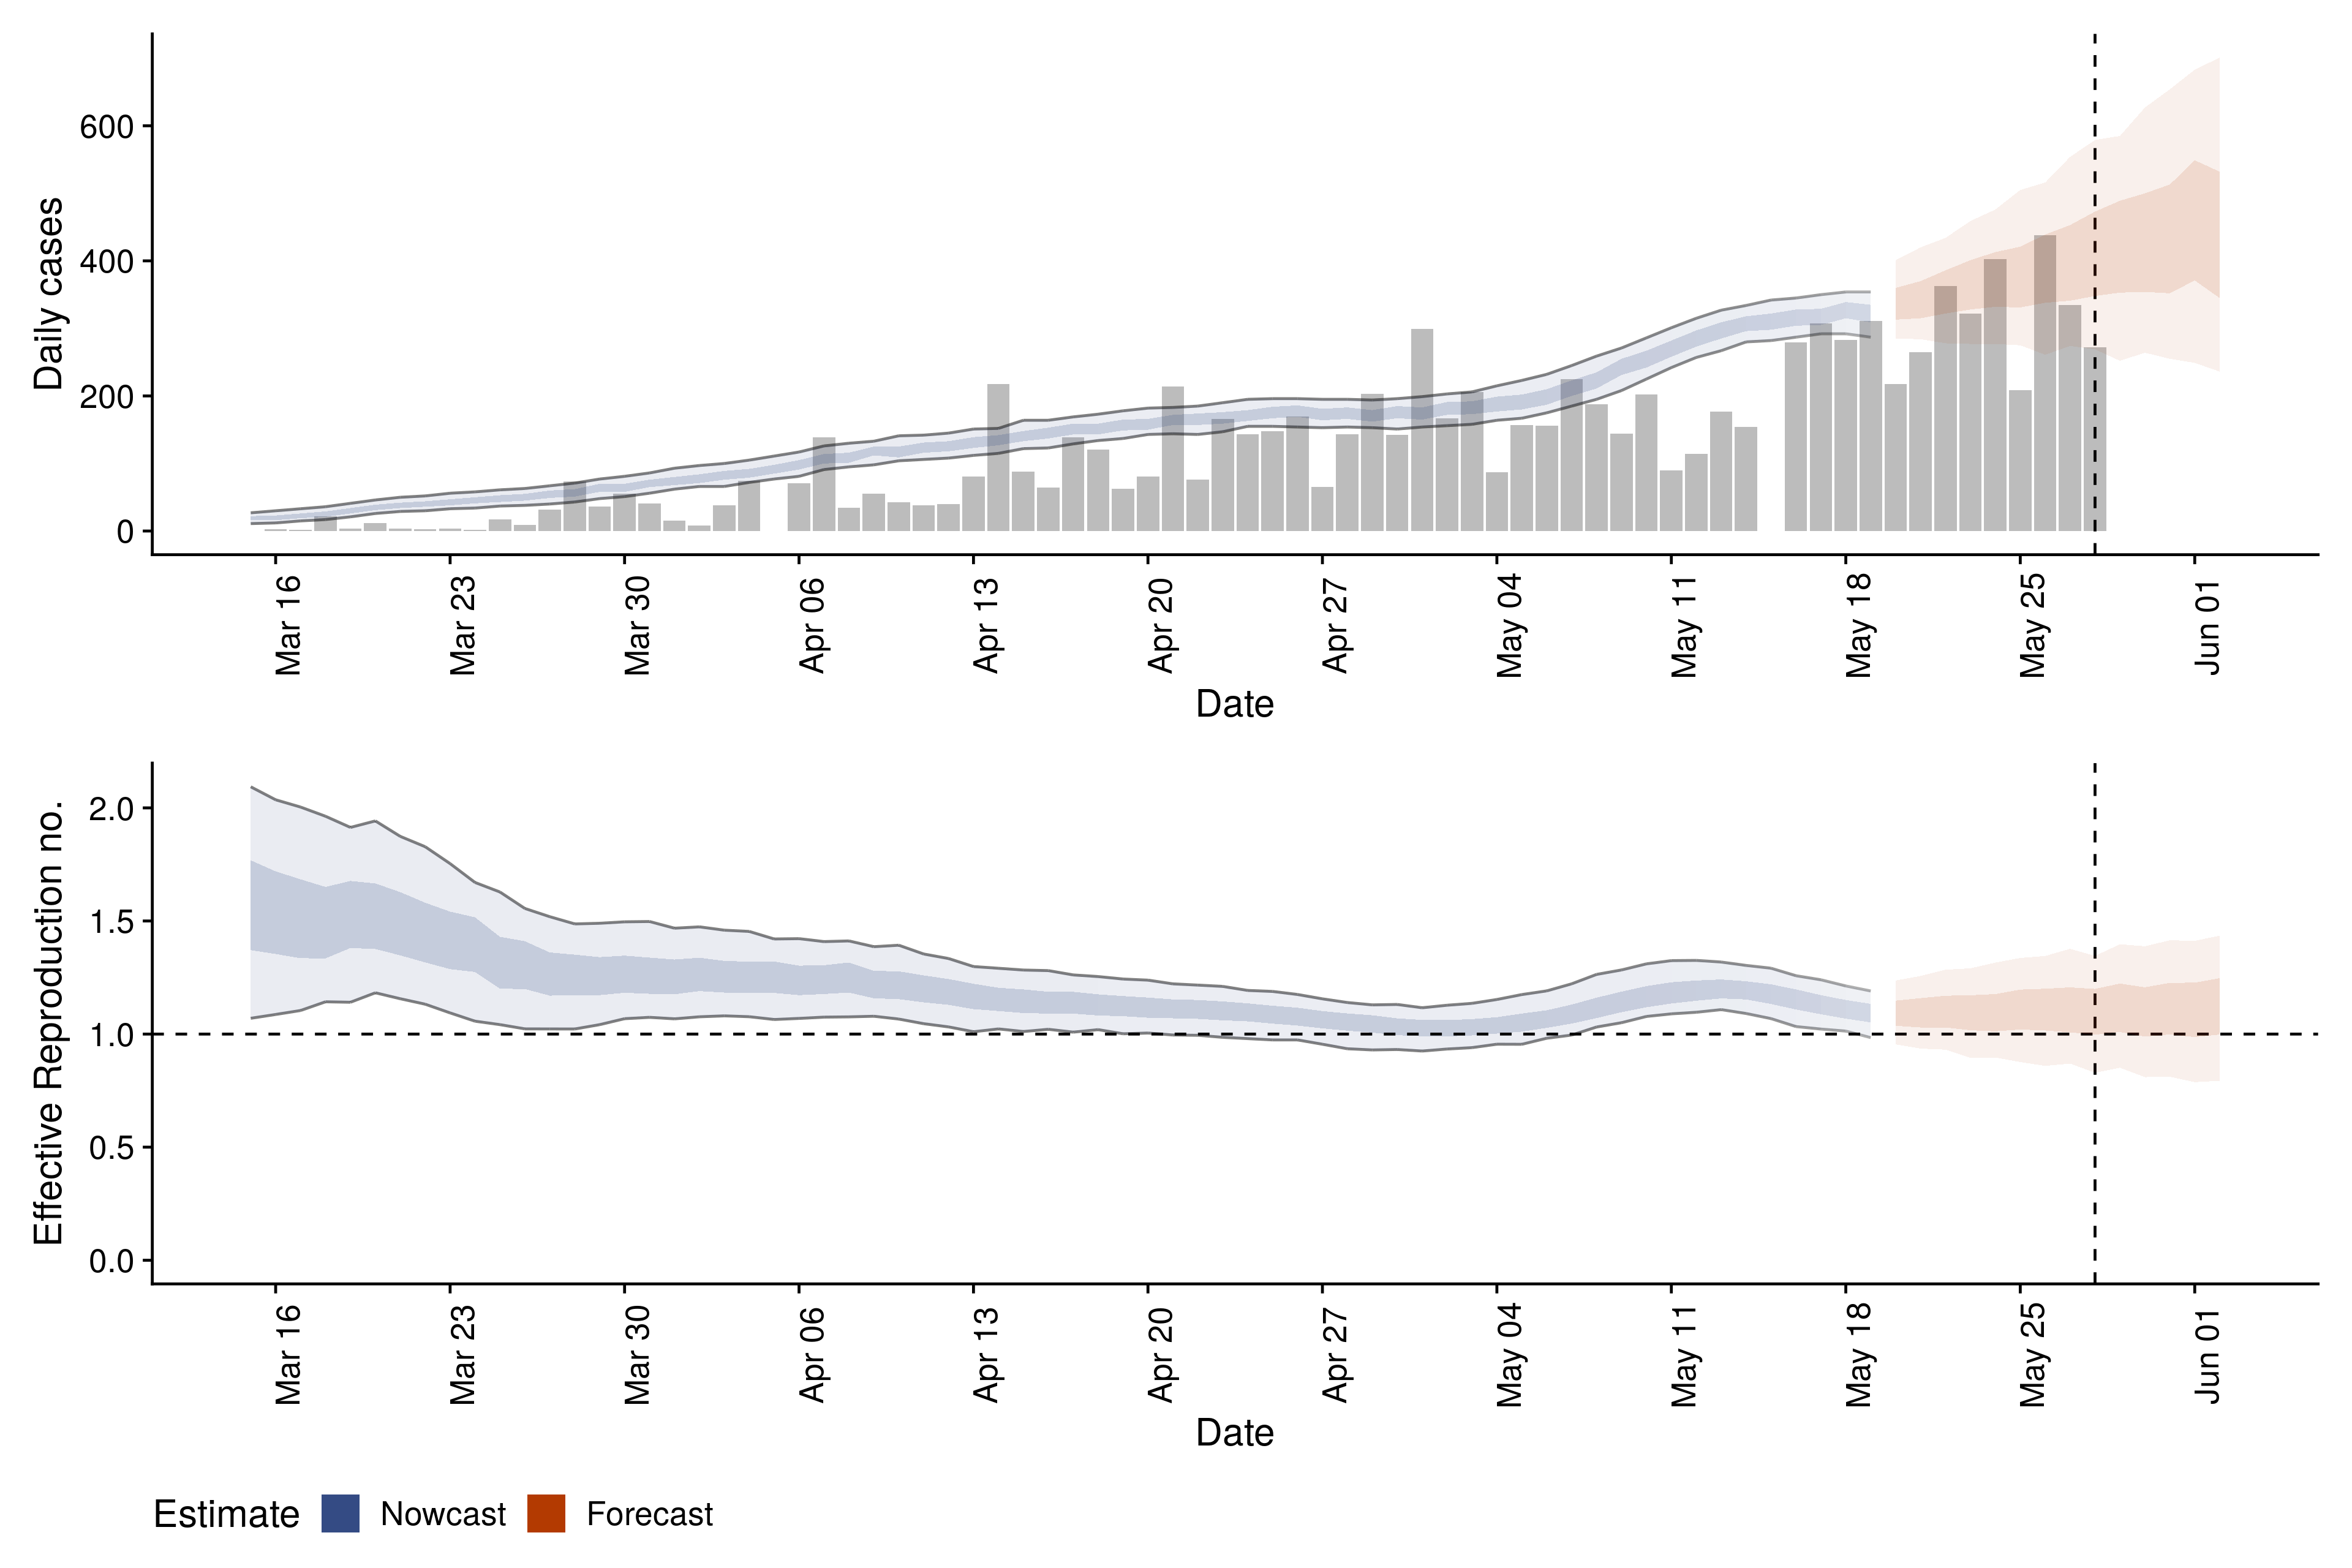 Daily cases
600
400
200
0
Mar 16
Mar 23
Mar 30
Apr 06
Apr 13
Apr 20
Apr 27
May 04
May 11
May 18
May 25
Jun 01
Date
Effective Reproduction no.
2.0
1.5
1.0
0.5
0.0
Mar 16
Mar 23
Mar 30
Apr 06
Apr 13
Apr 20
Apr 27
May 04
May 11
May 18
May 25
Jun 01
Date
Estimate Nowcast Forecast